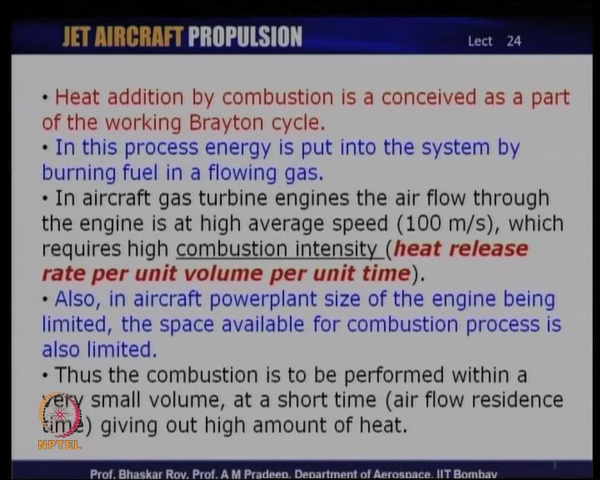 JET AIRCRAFT PROPULSION
Lect 24
• Heat addition by combustion is a conceived as a part
of the working Brayton cycle.
• In this process energy is put into the system by
burning fuel in a flowing gas.
• In aircraft gas turbine engines the air flow through
the engine is at high average speed (100 m/s), which
requires high combustion intensity (heat release
rate per unit volume per unit time).
• Also, in aircraft powerplant size of the engine being
limited, the space available for combustion process is
also limited.
• Thus the combustion is to be performed within a
very small volume, at a short time (air flow residence
time) giving out high amount of heat.
NPTEL
Prof. Bhaskar Roy, Prof. A M Pradeep, Department of Aerospace, IIT Bombay